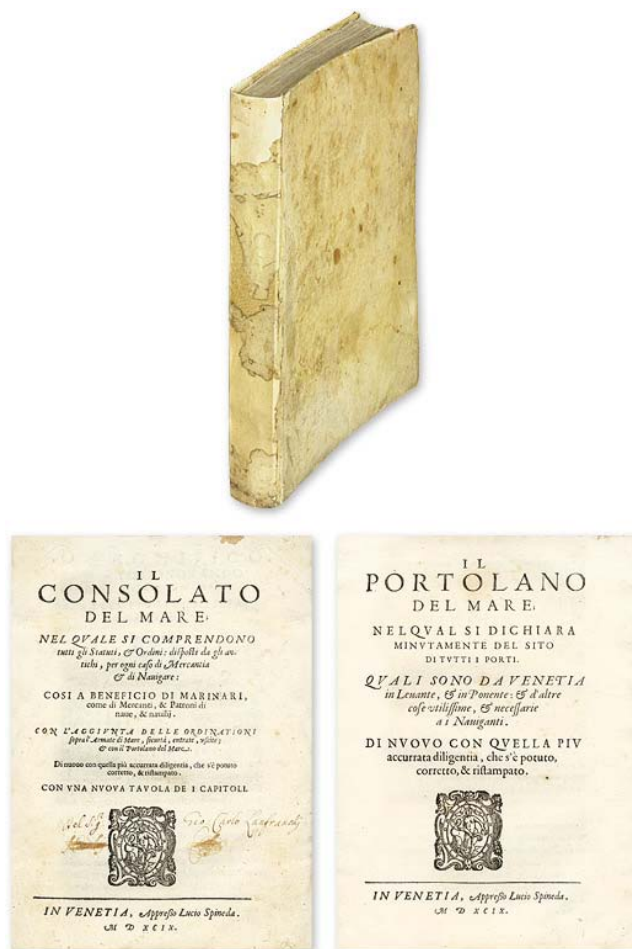 IL
CONSOLATO
DEL MARE;
NEL QVALE SI COMPRENDONO
tutti gli Statuti, & Ordini: disposti da gli an-
tichi, per ogni caso di Mercantia
& di Nauigare:
COSI A BENEFICIO DI MARINARI,
come di Mercanti, & Patroni di
naue, & nauilij.
CON L'AGGIVNTA DELLE ORDINATIONI
sopra l'Armate di Mare, sicurtà, entrate, vscite;
& con il Portolano del Mare.
Di nuouo con quella più accurrata diligentia, che s'è potuto
corretto, & ristampato.
CON VNA NVOVA TAVOLA DE I CAPITOLI.
Carlo
IN VENETIA, Appresso Lucio Spineda.
M D XCIX.
IL
PORTOLANO
DEL MARE;
NELQVAL SI DICHIARA
MINVTAMENTE DEL SITO
DI TVTTI I PORTI.
QVALI SONO DA VENETIA
in Leuante, & in Ponente: & d'altre
cose vtilissime, & necessarie
a i Nauiganti.
DI NVOVO CON QVELLA PIV
accurrata diligentia, che s'è potuto,
corretto, & ristampato.
IN VENETIA, Appresso Lucio Spineda.
M D XCIX.